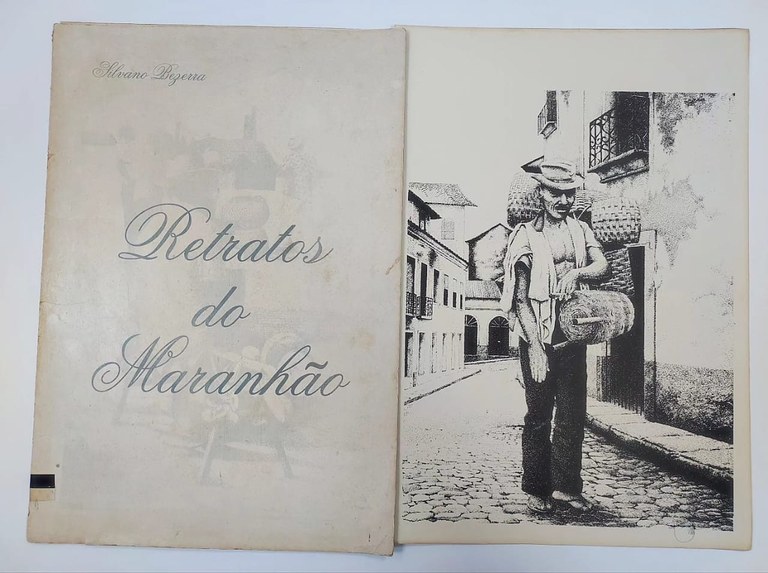 Silvano Bezerra
Retratos
do
Maranhão